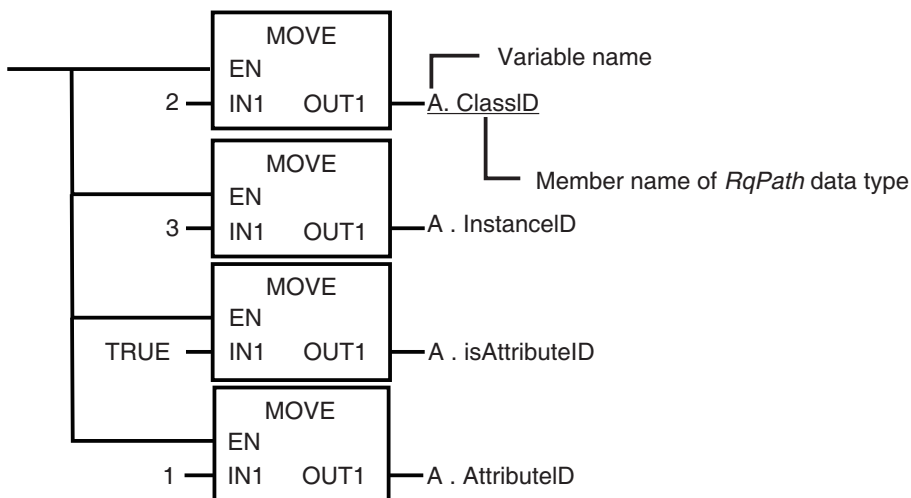 MOVE
Variable name
EN
2 IN1 OUT1 A. ClassID
MOVE
Member name of RqPath data type
EN
3 IN1 OUT1 A . InstanceID
MOVE
EN
TRUE IN1 OUT1 A . isAttributeID
MOVE
EN
1 IN1 OUT1 A . AttributeID